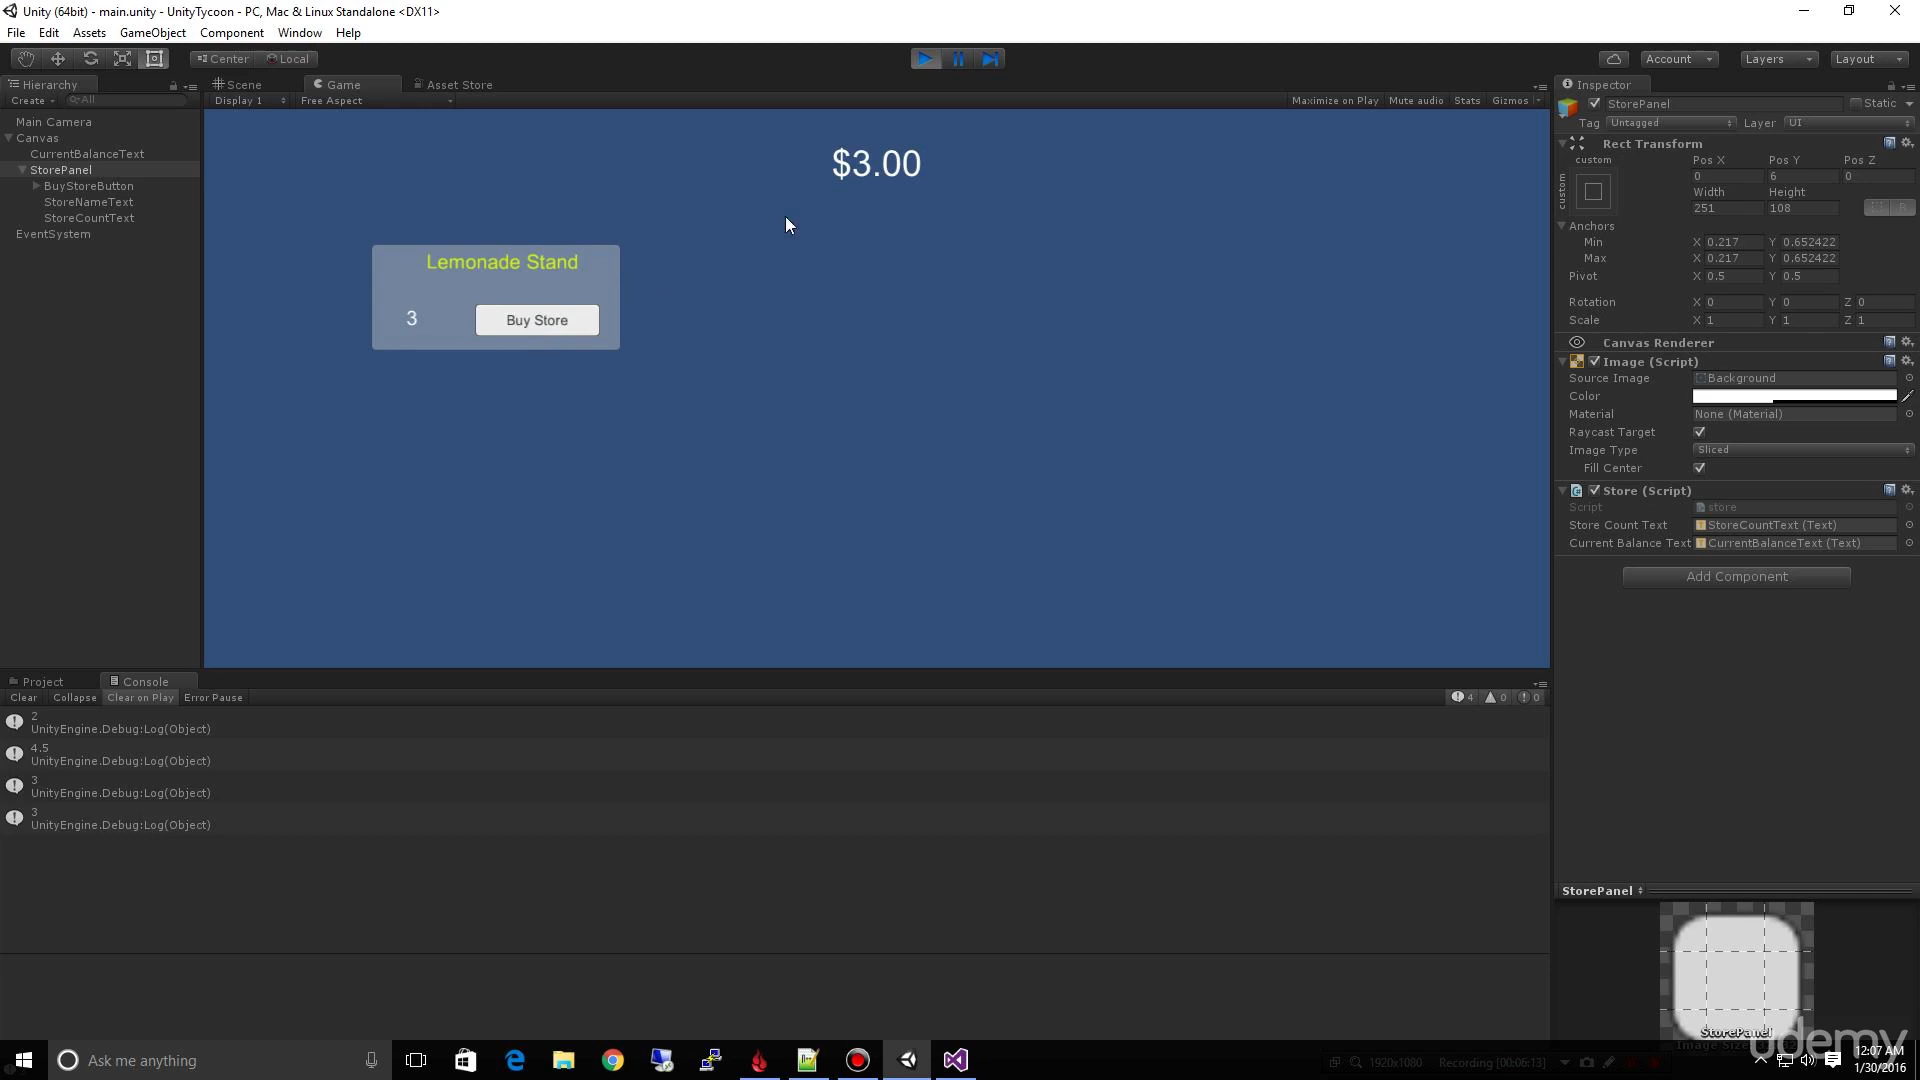 Unity (64bit) - main.unity - UnityTycoon - PC, Mac & Linux Standalone <DX11>
File Edit Assets GameObject Component Window Help
Center Local Account Layers Layout
Hierarchy Scene Game Asset Store Inspector
Create All Display 1 Free Aspect Maximize on Play Mute audio Stats Gizmos
StorePanel Static
Tag Untagged Layer UI
Main Camera
Canvas
CurrentBalanceText
StorePanel
BuyStoreButton
StoreNameText
StoreCountText
EventSystem
$3.00
Lemonade Stand
3 Buy Store
Rect Transform
custom Pos X Pos Y Pos Z
custom 0 6 0
Width Height
251 108 R
Anchors
Min X 0.217 Y 0.652422
Max X 0.217 Y 0.652422
Pivot X 0.5 Y 0.5
Rotation X 0 Y 0 Z 0
Scale X 1 Y 1 Z 1
Canvas Renderer
Image (Script)
Source Image Background
Color
Material None (Material)
Raycast Target
Image Type Sliced
Fill Center
Store (Script)
Script store
Store Count Text StoreCountText (Text)
Current Balance Text CurrentBalanceText (Text)
Add Component
Project Console
Clear Collapse Clear on Play Error Pause 4 0 0
2
UnityEngine.Debug:Log(Object)
4.5
UnityEngine.Debug:Log(Object)
3
UnityEngine.Debug:Log(Object)
3
UnityEngine.Debug:Log(Object)
StorePanel
StorePanel
udemy
Ask me anything
1920x1080 Recording [00:06:13]
12:07 AM
1/30/2016